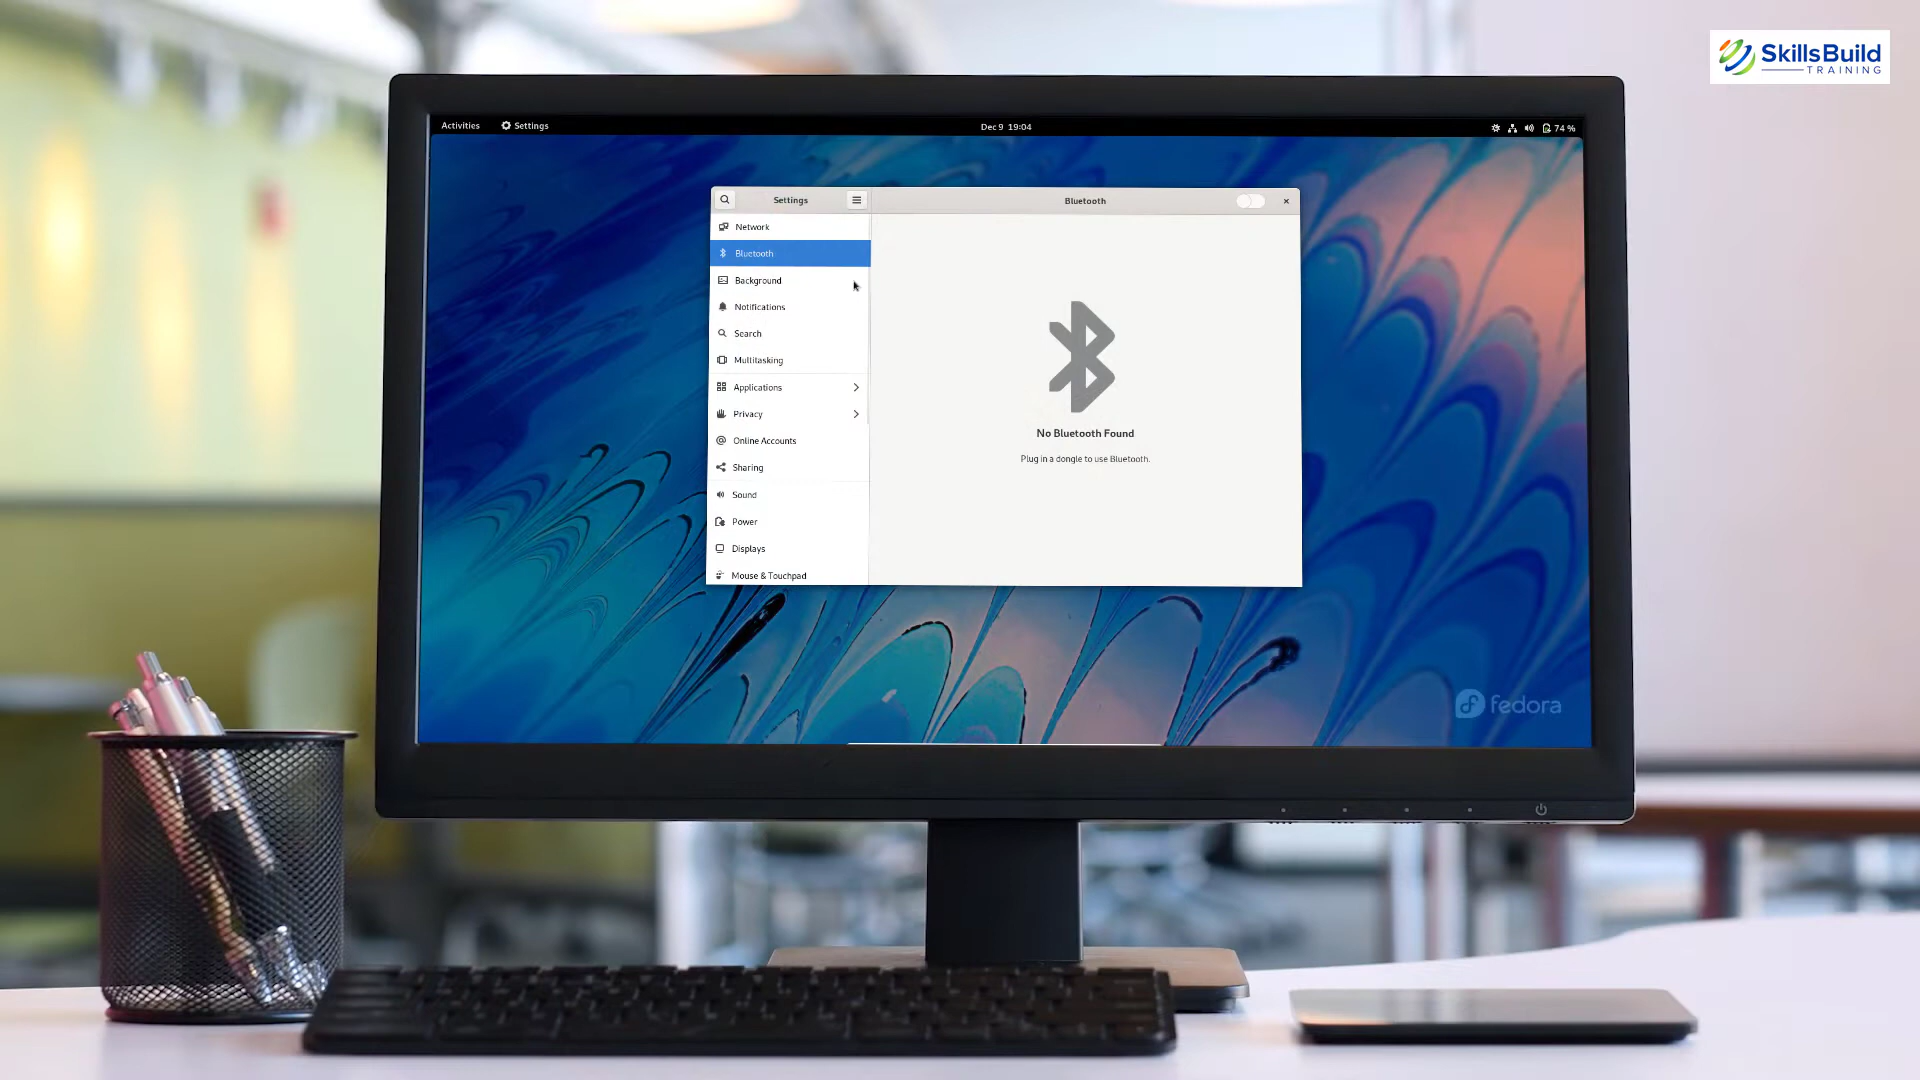 SkillsBuild
TRAINING
Activities
Settings
Dec 9 19:04
74 %
Settings
Bluetooth
Network
Bluetooth
Background
Notifications
Search
Multitasking
Applications
Privacy
Online Accounts
Sharing
Sound
Power
Displays
Mouse & Touchpad
No Bluetooth Found
Plug in a dongle to use Bluetooth.
fedora